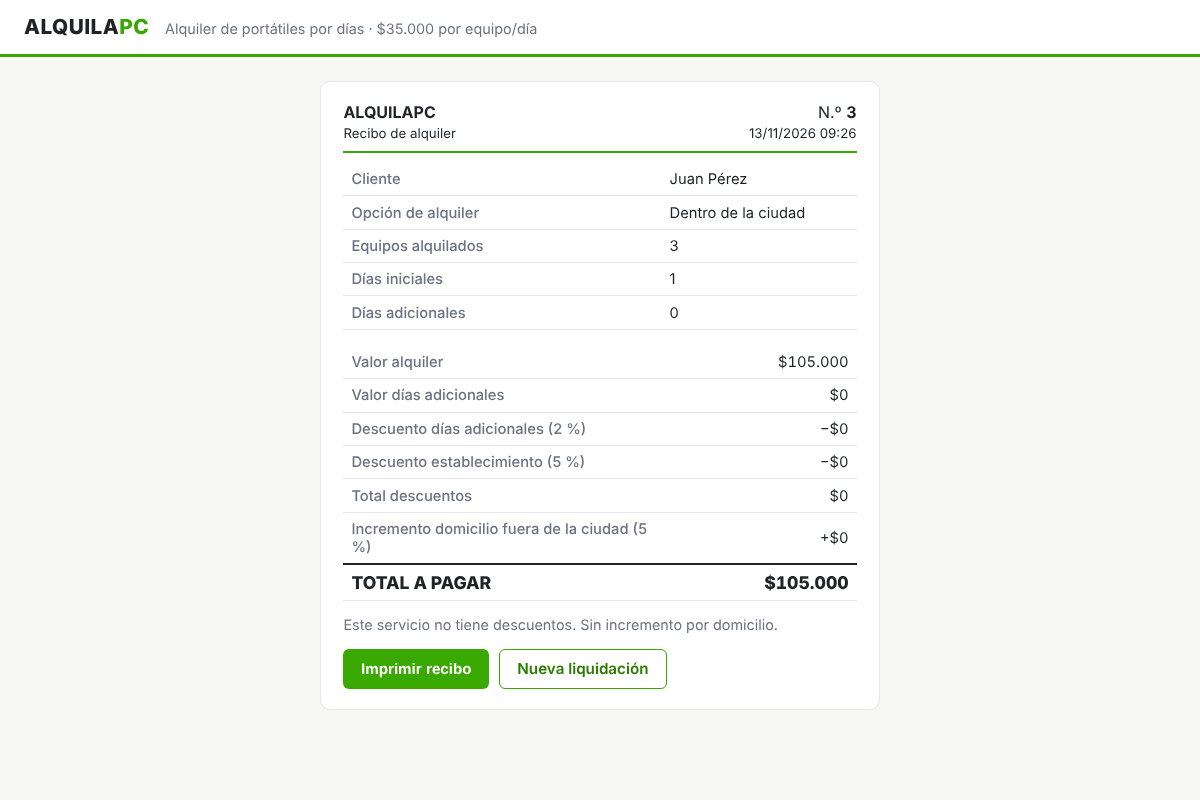 ALQUILAPC Alquiler de portátiles por días · $35.000 por equipo/día
ALQUILAPC N.º 3
Recibo de alquiler 13/11/2026 09:26
Cliente Juan Pérez
Opción de alquiler Dentro de la ciudad
Equipos alquilados 3
Días iniciales 1
Días adicionales 0
Valor alquiler $105.000
Valor días adicionales $0
Descuento días adicionales (2 %) −$0
Descuento establecimiento (5 %) −$0
Total descuentos $0
Incremento domicilio fuera de la ciudad (5
%) +$0
TOTAL A PAGAR $105.000
Este servicio no tiene descuentos. Sin incremento por domicilio.
Imprimir recibo Nueva liquidación